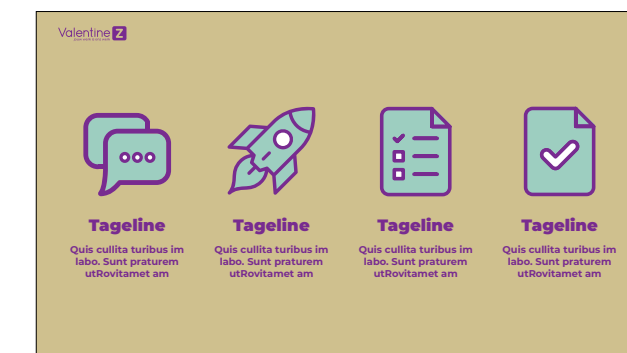 Valentine Z
Tageline
Quis cullita turibus im
labo. Sunt praturem
utRovitamet am
Tageline
Quis cullita turibus im
labo. Sunt praturem
utRovitamet am
Tageline
Quis cullita turibus im
labo. Sunt praturem
utRovitamet am
Tageline
Quis cullita turibus im
labo. Sunt praturem
utRovitamet am